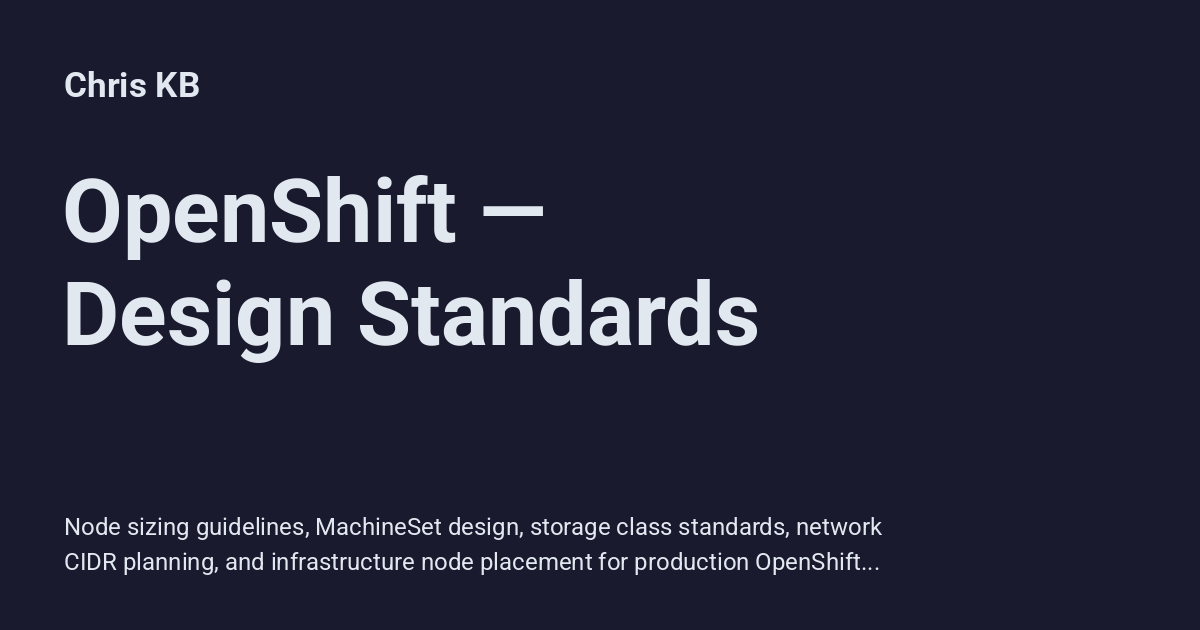 Chris KB
OpenShift —
Design Standards
Node sizing guidelines, MachineSet design, storage class standards, network
CIDR planning, and infrastructure node placement for production OpenShift...